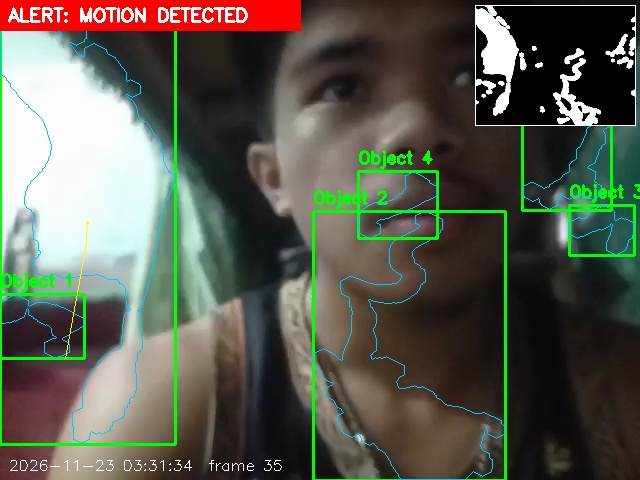 ALERT: MOTION DETECTED
Object 4
Object 2
Object 3
Object 1
2026-11-23 03:31:34 frame 35